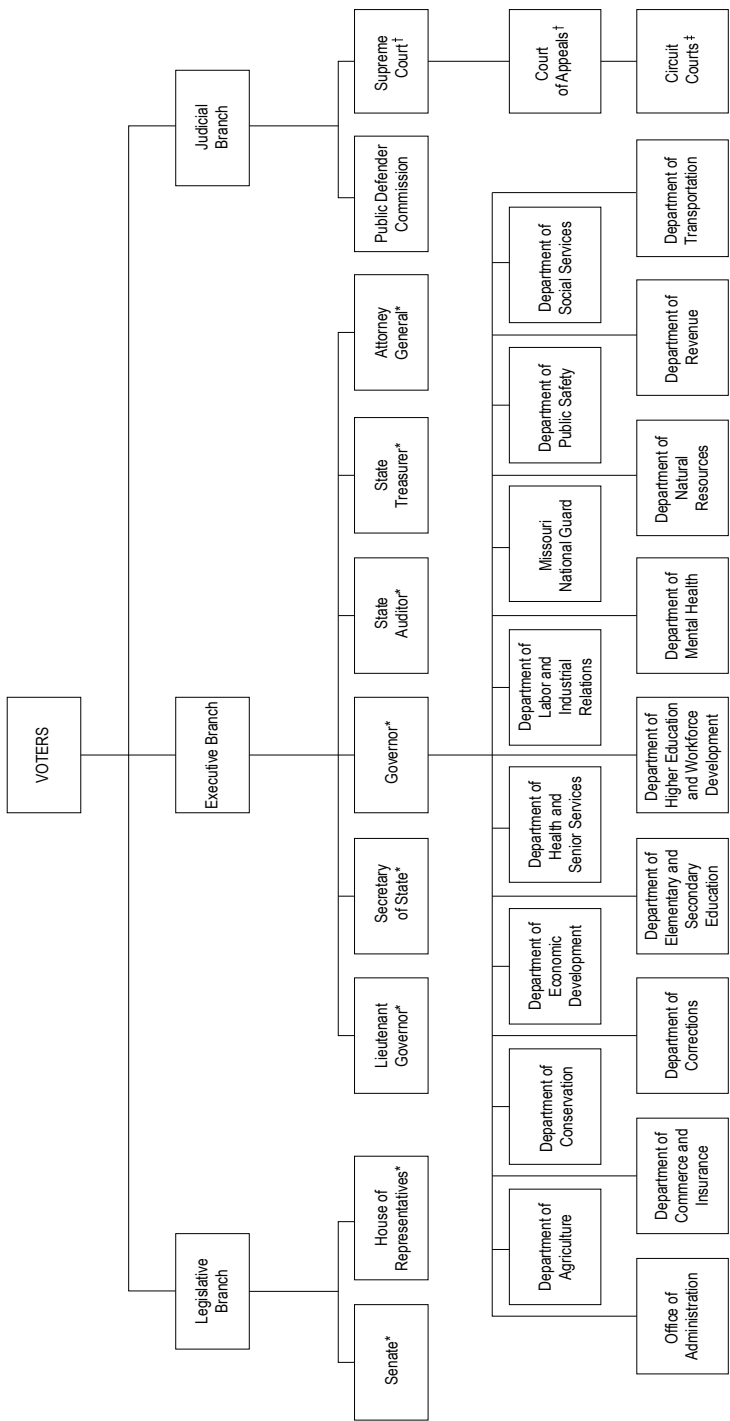 VOTERS
Legislative
Branch
Executive Branch
Judicial
Branch
Senate*
House of
Representatives*
Lieutenant
Governor*
Secretary
of State*
Governor*
State
Auditor*
State
Treasurer*
Attorney
General*
Public Defender
Commission
Supreme
Court†
Court
of Appeals†
Circuit
Courts‡
Department of
Agriculture
Department of
Conservation
Department of
Economic
Development
Department of
Health and
Senior Services
Department of
Labor and
Industrial
Relations
Missouri
National Guard
Department of
Public Safety
Department of
Social Services
Office of
Administration
Department of
Commerce and
Insurance
Department of
Corrections
Department of
Elementary and
Secondary
Education
Department of
Higher Education
and Workforce
Development
Department of
Mental Health
Department of
Natural
Resources
Department of
Revenue
Department of
Transportation